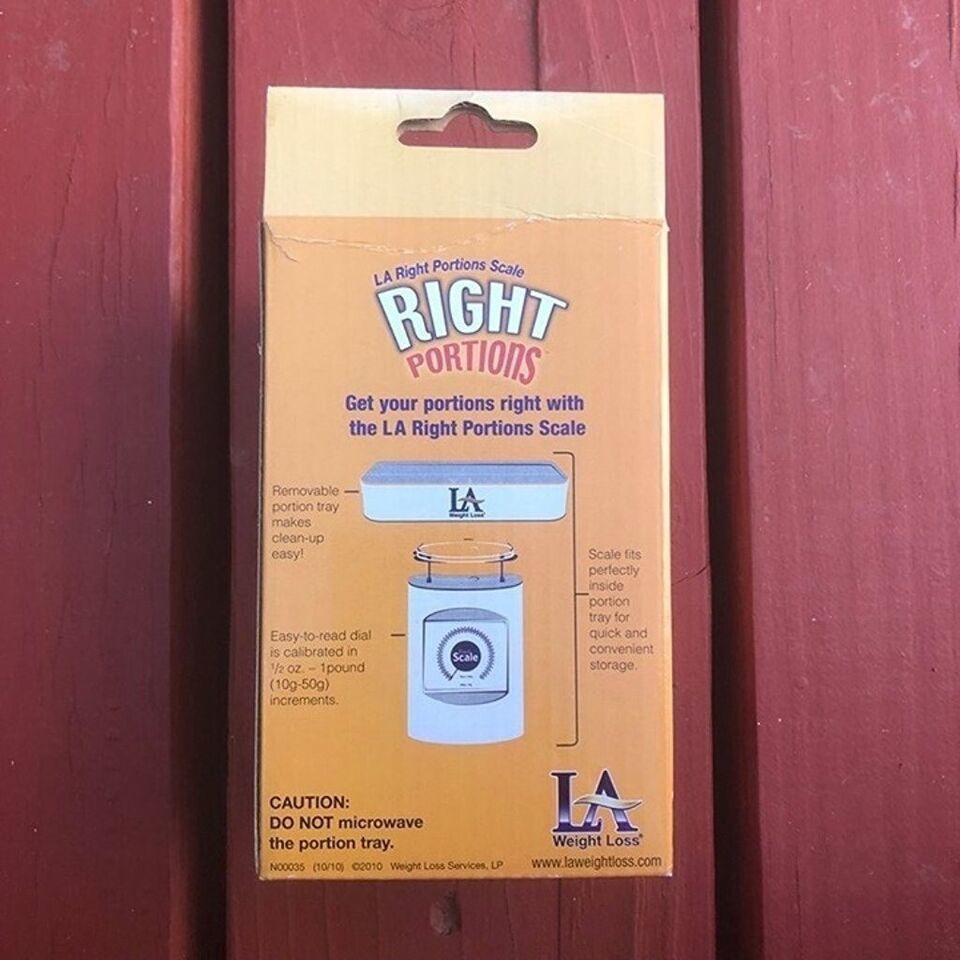 LA Right Portions Scale
RIGHT
PORTIONS™
Get your portions right with
the LA Right Portions Scale
Removable
portion tray
makes
clean-up
easy!
LA
Weight Loss®
Scale fits
perfectly
inside
portion
tray for
quick and
convenient
storage.
Easy-to-read dial
is calibrated in
1/2 oz. – 1pound
(10g-50g)
increments.
Scale
CAUTION:
DO NOT microwave
the portion tray.
N00035 (10/10) ©2010 Weight Loss Services, LP
LA
Weight Loss®
www.laweightloss.com